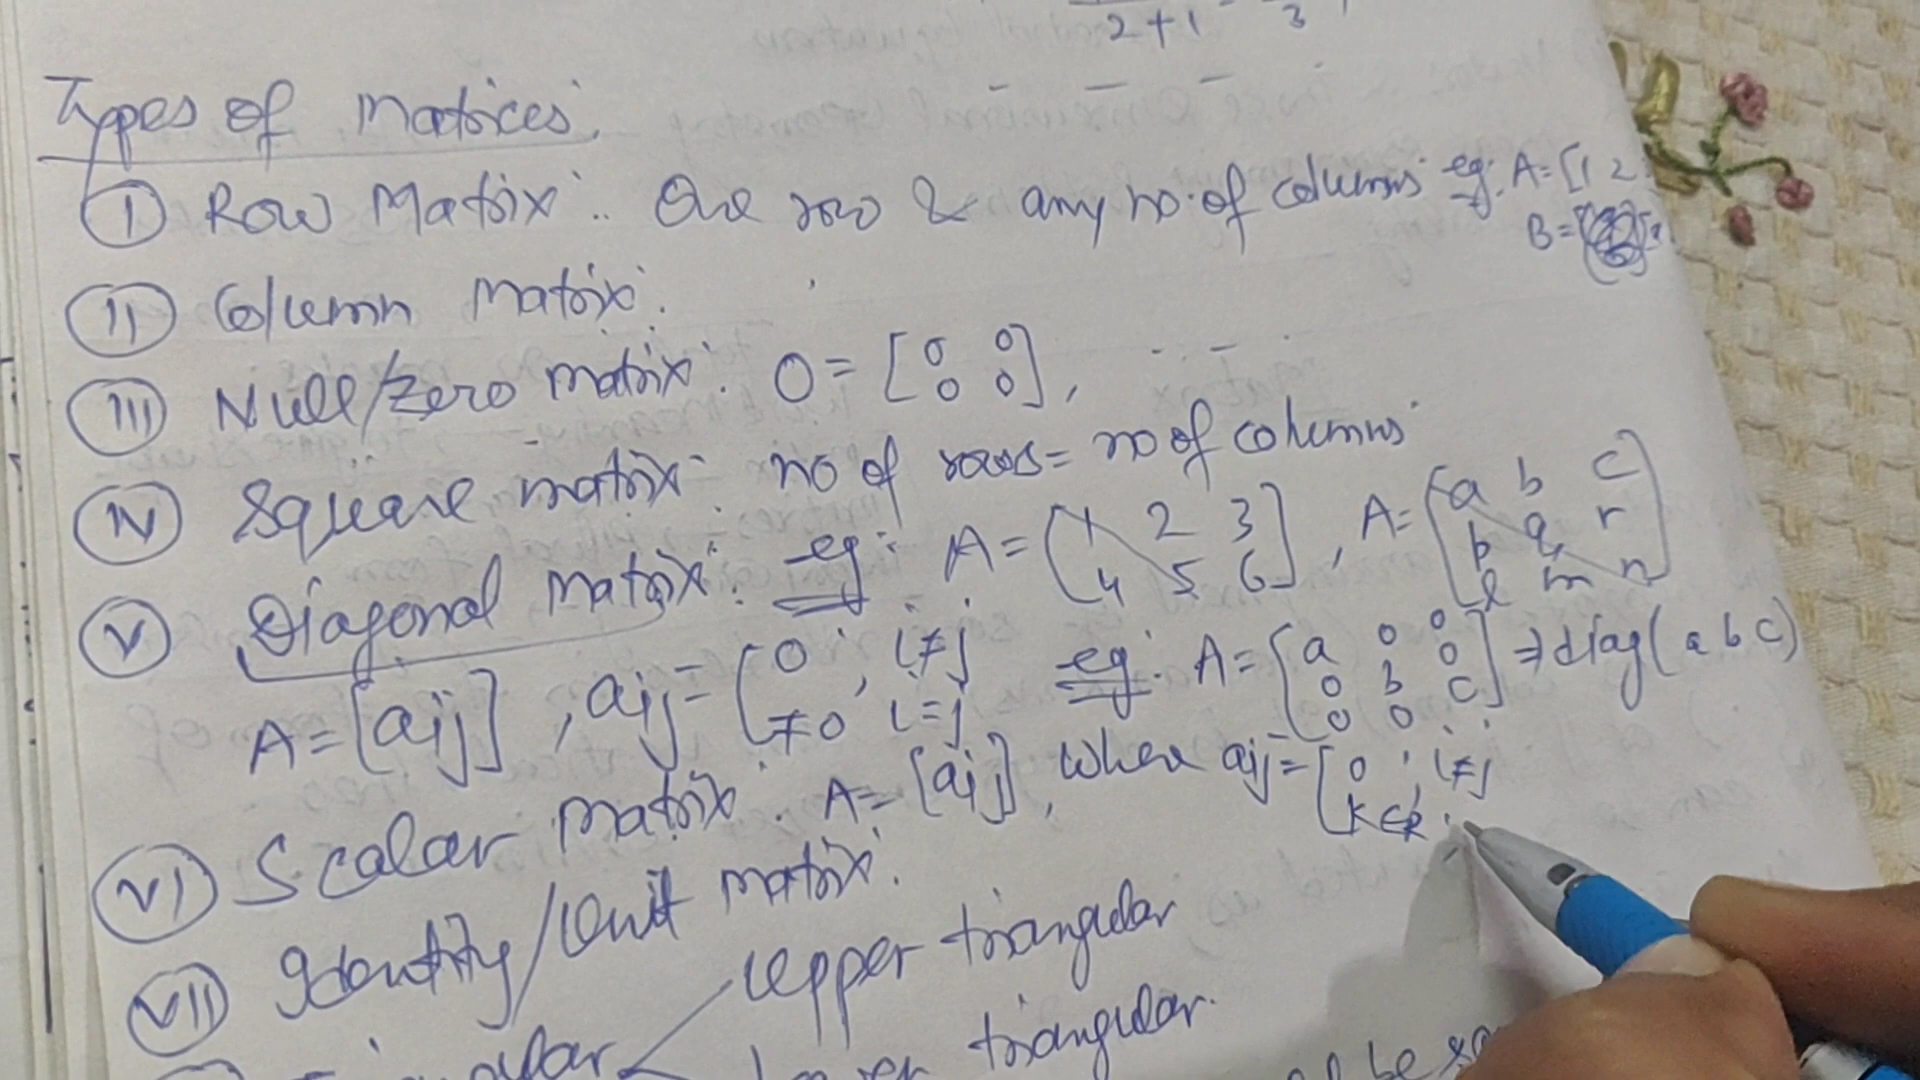 2+1 3
Types of Matrices:
I Row Matrix: One row & any no. of columns eg. A=[1 2
B=
II Column matrix:
III Null/zero matrix: O = [0 0
0 0],
IV Square matrix: no of rows = no of columns
V Diagonal matrix: eg: A = [1 2 3
4 5 6], A = [a b c
p q r
l m n]
A = [aij], aij = [0, i≠j
≠0 i=j eg: A = [a 0 0
0 b 0
0 0 c] ⇒ diag(a b c)
VI Scalar matrix: A = [aij], where aij = [0, i≠j
k
VII Identity/Unit matrix:
Upper triangular
Lower triangular.
be